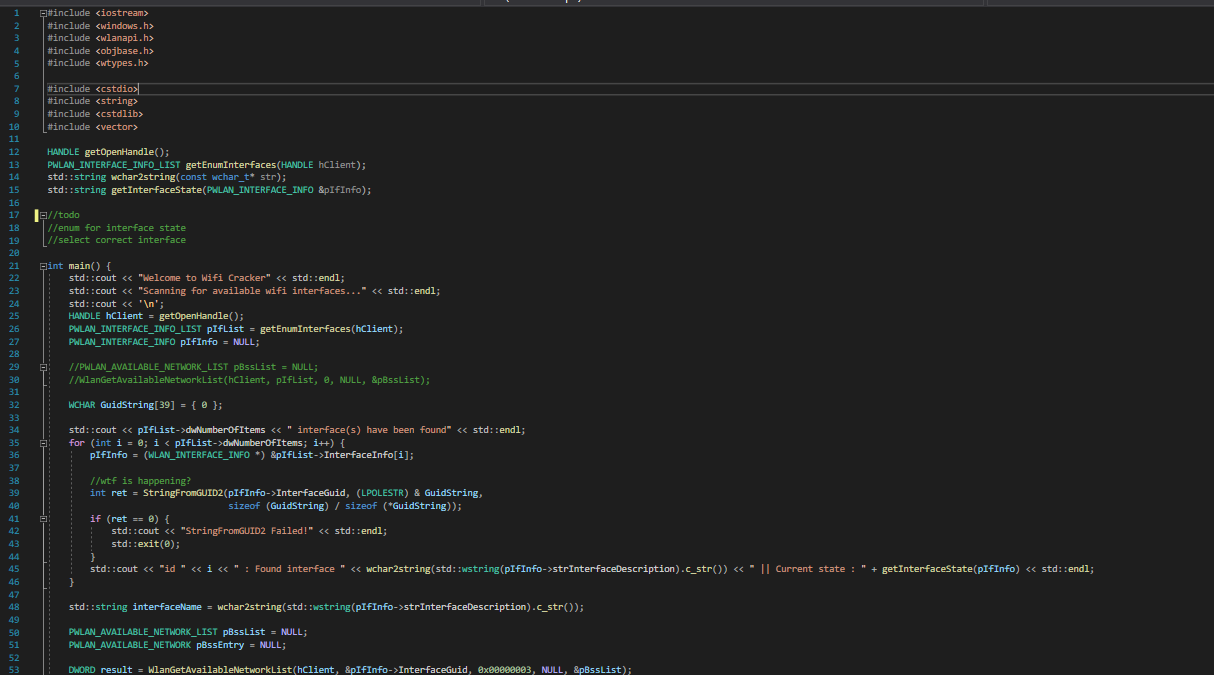 1 #include <iostream>
2 #include <windows.h>
3 #include <wlanapi.h>
4 #include <objbase.h>
5 #include <wtypes.h>
6
7 #include <cstdio>
8 #include <string>
9 #include <cstdlib>
10 #include <vector>
11
12 HANDLE getOpenHandle();
13 PWLAN_INTERFACE_INFO_LIST getEnumInterfaces(HANDLE hClient);
14 std::string wchar2string(const wchar_t* str);
15 std::string getInterfaceState(PWLAN_INTERFACE_INFO &pIfInfo);
16
17 //todo
18 //enum for interface state
19 //select correct interface
20
21 int main() {
22 std::cout << "Welcome to Wifi Cracker" << std::endl;
23 std::cout << "Scanning for available wifi interfaces..." << std::endl;
24 std::cout << '\n';
25 HANDLE hClient = getOpenHandle();
26 PWLAN_INTERFACE_INFO_LIST pIfList = getEnumInterfaces(hClient);
27 PWLAN_INTERFACE_INFO pIfInfo = NULL;
28
29 //PWLAN_AVAILABLE_NETWORK_LIST pBssList = NULL;
30 //WlanGetAvailableNetworkList(hClient, pIfList, 0, NULL, &pBssList);
31
32 WCHAR GuidString[39] = { 0 };
33
34 std::cout << pIfList->dwNumberOfItems << " interface(s) have been found" << std::endl;
35 for (int i = 0; i < pIfList->dwNumberOfItems; i++) {
36 pIfInfo = (WLAN_INTERFACE_INFO *) &pIfList->InterfaceInfo[i];
37
38 //wtf is happening?
39 int ret = StringFromGUID2(pIfInfo->InterfaceGuid, (LPOLESTR) & GuidString,
40 sizeof (GuidString) / sizeof (*GuidString));
41 if (ret == 0) {
42 std::cout << "StringFromGUID2 Failed!" << std::endl;
43 std::exit(0);
44 }
45 std::cout << "id " << i << " : Found interface " << wchar2string(std::wstring(pIfInfo->strInterfaceDescription).c_str()) << " || Current state : " + getInterfaceState(pIfInfo) << std::endl;
46 }
47
48 std::string interfaceName = wchar2string(std::wstring(pIfInfo->strInterfaceDescription).c_str());
49
50 PWLAN_AVAILABLE_NETWORK_LIST pBssList = NULL;
51 PWLAN_AVAILABLE_NETWORK pBssEntry = NULL;
52
53 DWORD result = WlanGetAvailableNetworkList(hClient, &pIfInfo->InterfaceGuid, 0x00000003, NULL, &pBssList);